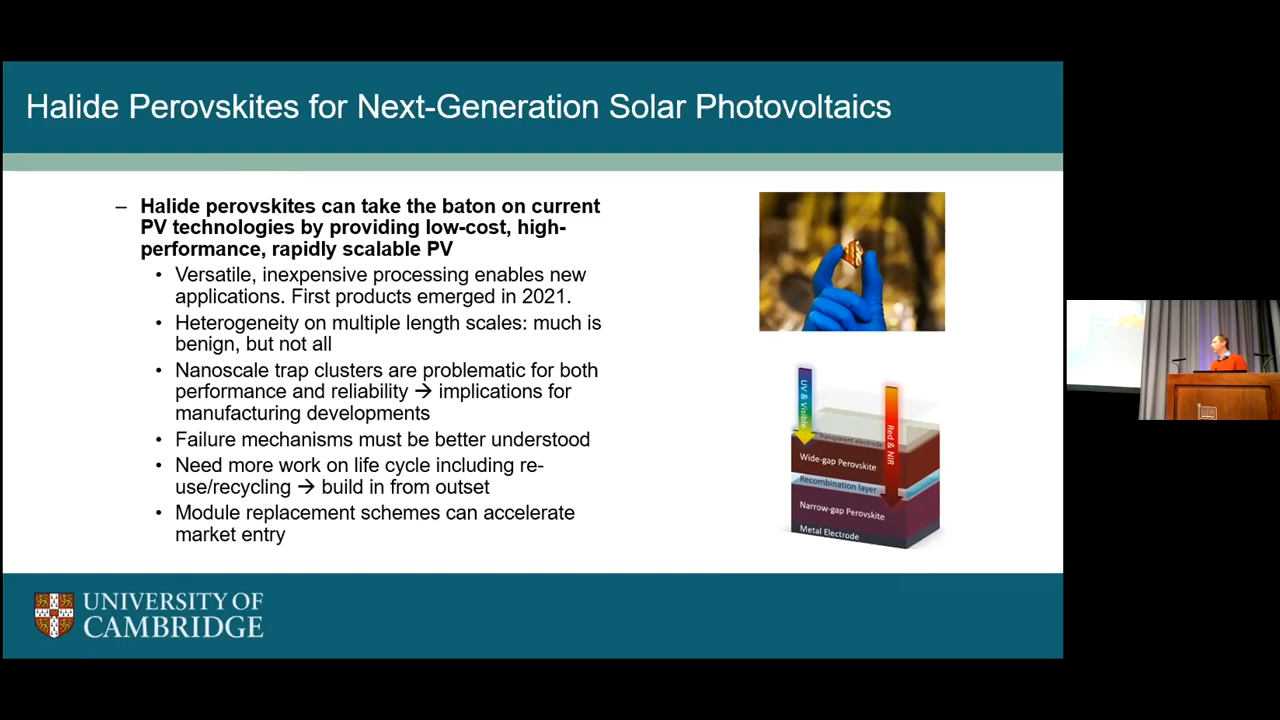 Halide Perovskites for Next-Generation Solar Photovoltaics
– Halide perovskites can take the baton on current
PV technologies by providing low-cost, high-
performance, rapidly scalable PV
• Versatile, inexpensive processing enables new
applications. First products emerged in 2021.
• Heterogeneity on multiple length scales: much is
benign, but not all
• Nanoscale trap clusters are problematic for both
performance and reliability → implications for
manufacturing developments
• Failure mechanisms must be better understood
• Need more work on life cycle including re-
use/recycling → build in from outset
• Module replacement schemes can accelerate
market entry
UV & Visible
Red & NIR
Transparent electrode
Wide-gap Perovskite
Recombination layer
Narrow-gap Perovskite
Metal Electrode
UNIVERSITY OF
CAMBRIDGE